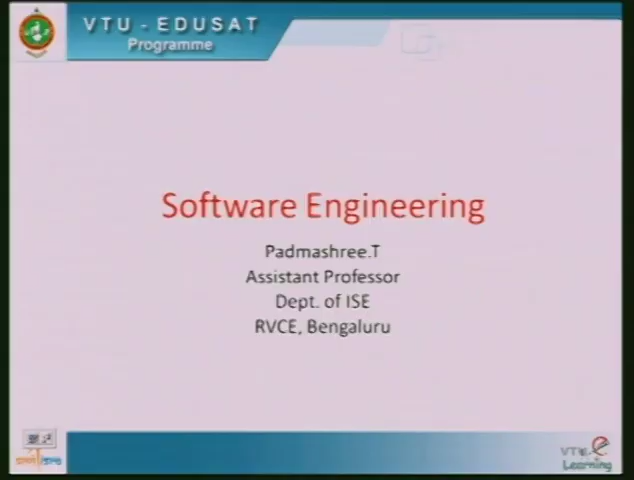 VTU - EDUSAT
Programme
Software Engineering
Padmashree.T
Assistant Professor
Dept. of ISE
RVCE, Bengaluru
VTU e
Learning